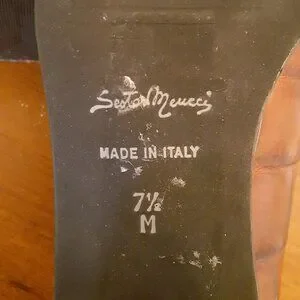 Sesto Meucci
MADE IN ITALY
7½
M